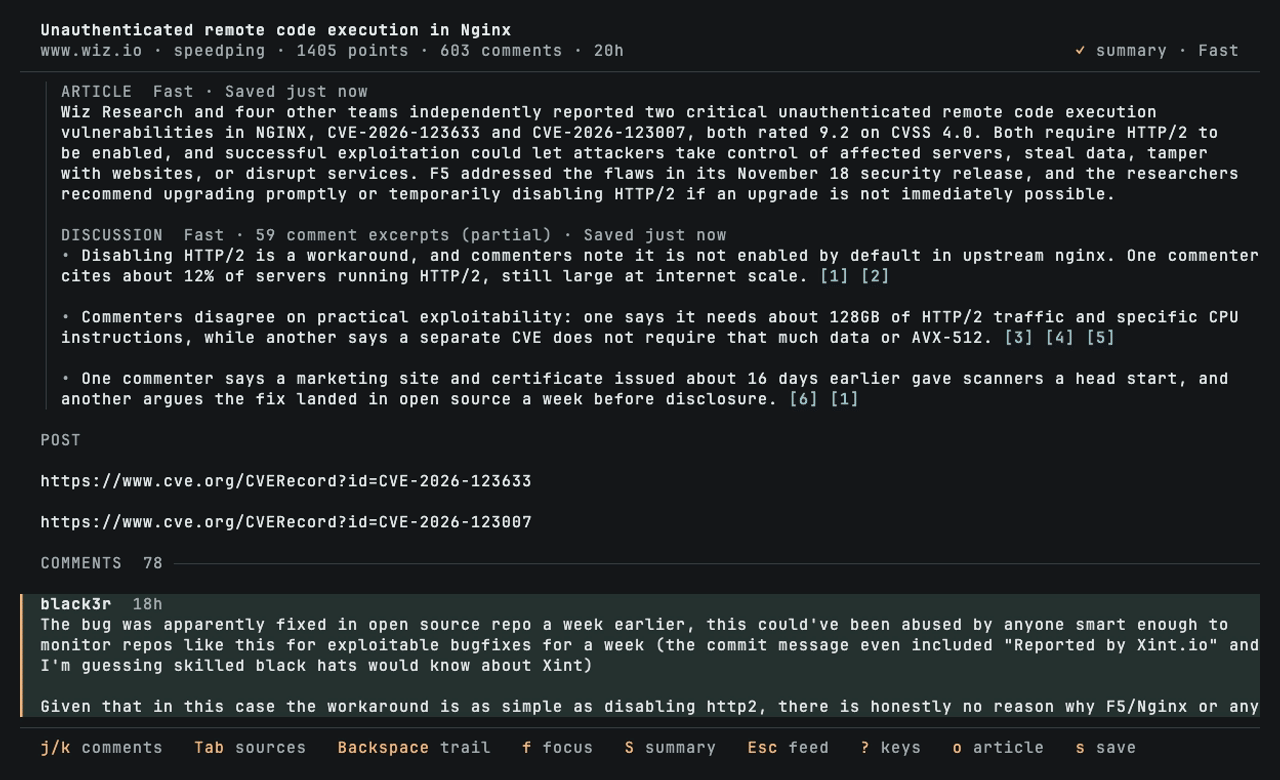 Unauthenticated remote code execution in Nginx
www.wiz.io · speedping · 1405 points · 603 comments · 20h
✓ summary · Fast
ARTICLE  Fast · Saved just now
Wiz Research and four other teams independently reported two critical unauthenticated remote code execution
vulnerabilities in NGINX, CVE-2026-123633 and CVE-2026-123007, both rated 9.2 on CVSS 4.0. Both require HTTP/2 to
be enabled, and successful exploitation could let attackers take control of affected servers, steal data, tamper
with websites, or disrupt services. F5 addressed the flaws in its November 18 security release, and the researchers
recommend upgrading promptly or temporarily disabling HTTP/2 if an upgrade is not immediately possible.
DISCUSSION  Fast · 59 comment excerpts (partial) · Saved just now
• Disabling HTTP/2 is a workaround, and commenters note it is not enabled by default in upstream nginx. One commenter
cites about 12% of servers running HTTP/2, still large at internet scale. [1] [2]
• Commenters disagree on practical exploitability: one says it needs about 128GB of HTTP/2 traffic and specific CPU
instructions, while another says a separate CVE does not require that much data or AVX-512. [3] [4] [5]
• One commenter says a marketing site and certificate issued about 16 days earlier gave scanners a head start, and
another argues the fix landed in open source a week before disclosure. [6] [1]
POST
https://www.cve.org/CVERecord?id=CVE-2026-123633
https://www.cve.org/CVERecord?id=CVE-2026-123007
COMMENTS  78
black3r  18h
The bug was apparently fixed in open source repo a week earlier, this could've been abused by anyone smart enough to
monitor repos like this for exploitable bugfixes for a week (the commit message even included "Reported by Xint.io" and
I'm guessing skilled black hats would know about Xint)
Given that in this case the workaround is as simple as disabling http2, there is honestly no reason why F5/Nginx or any
j/k comments  Tab sources  Backspace trail  f focus  S summary  Esc feed  ? keys  o article  s save